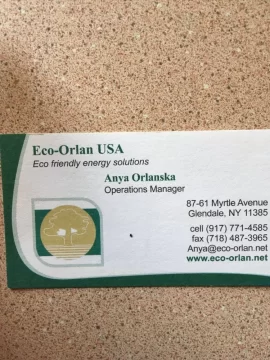 Eco-Orlan USA
Eco friendly energy solutions
Anya Orlanska
Operations Manager
87-61 Myrtle Avenue
Glendale, NY 11385
cell (917) 771-4585
fax (718) 487-3965
Anya@eco-orlan.net
www.eco-orlan.net